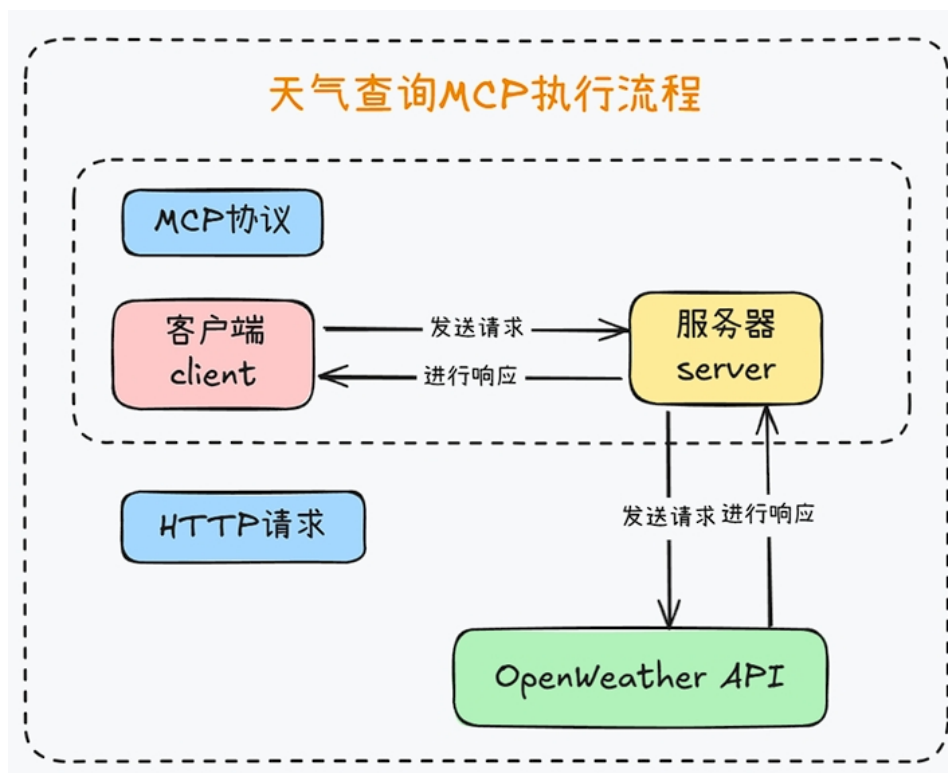 天气查询MCP执行流程
MCP协议
客户端
client
发送请求
进行响应
服务器
server
HTTP请求
发送请求
进行响应
OpenWeather API